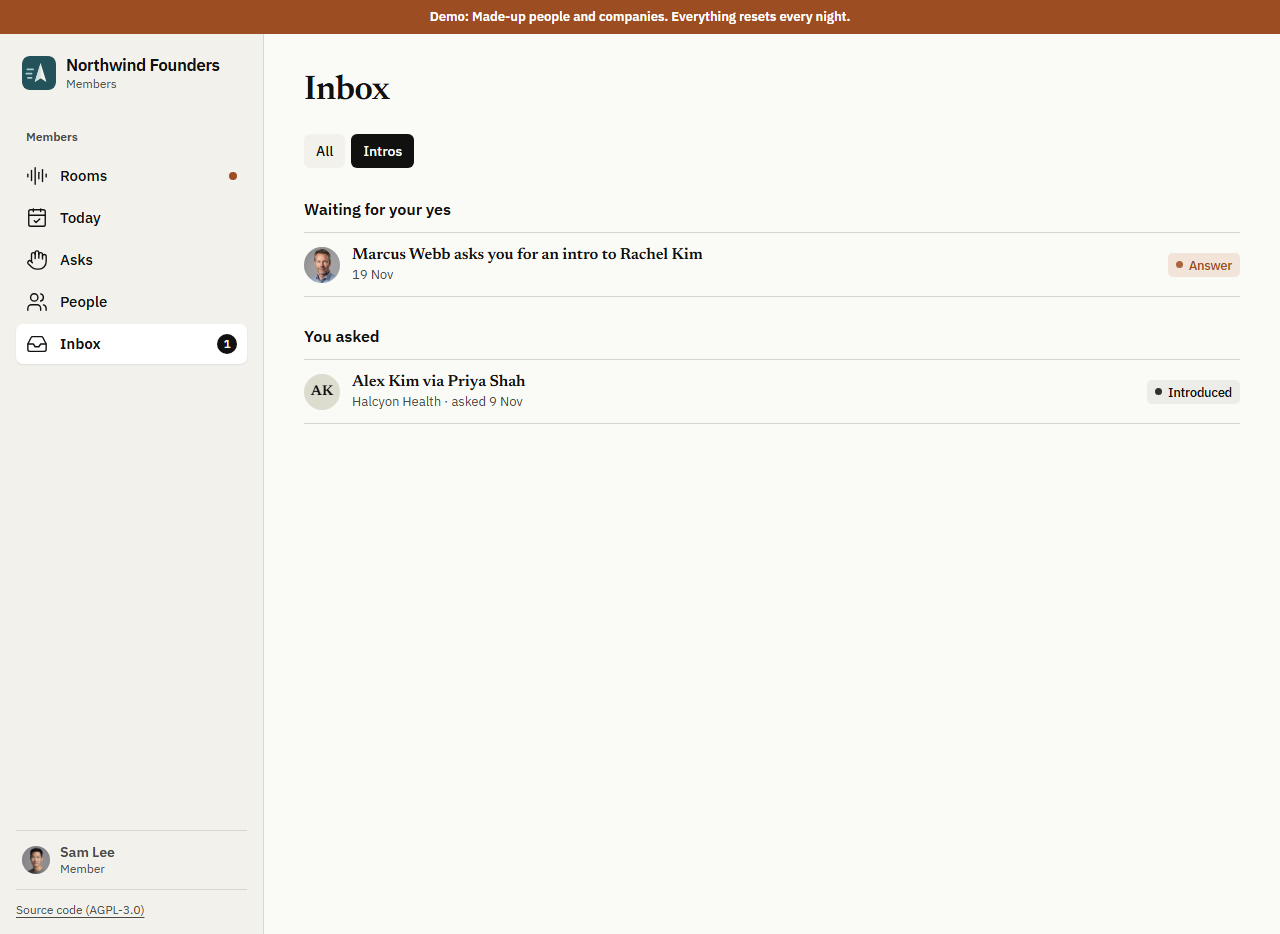 Demo: Made-up people and companies. Everything resets every night.
Northwind Founders
Members
Members
Rooms
Today
Asks
People
Inbox
1
Sam Lee
Member
Source code (AGPL-3.0)
Inbox
All
Intros
Waiting for your yes
Marcus Webb asks you for an intro to Rachel Kim
19 Nov
Answer
You asked
AK
Alex Kim via Priya Shah
Halcyon Health · asked 9 Nov
Introduced